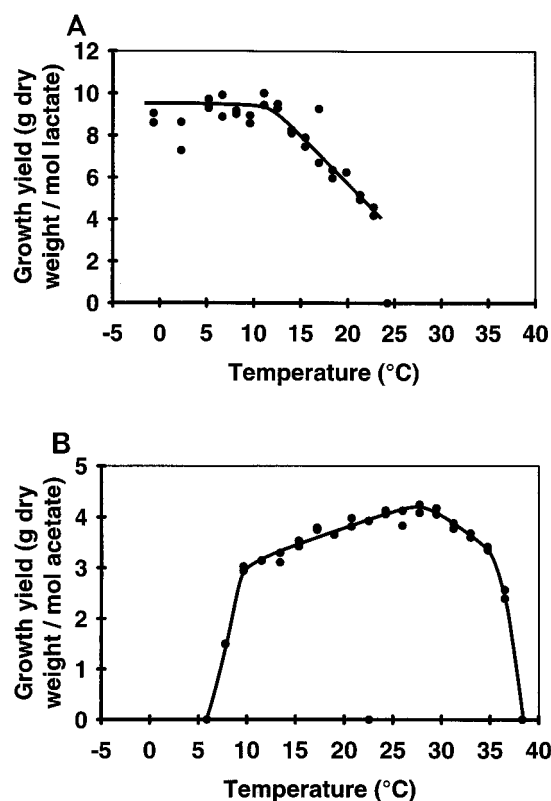 A
Growth yield (g dry
weight / mol lactate)
12
10
8
6
4
2
0
-5 0 5 10 15 20 25 30 35 40
Temperature (°C)
B
Growth yield (g dry
weight / mol acetate)
5
4
3
2
1
0
-5 0 5 10 15 20 25 30 35 40
Temperature (°C)